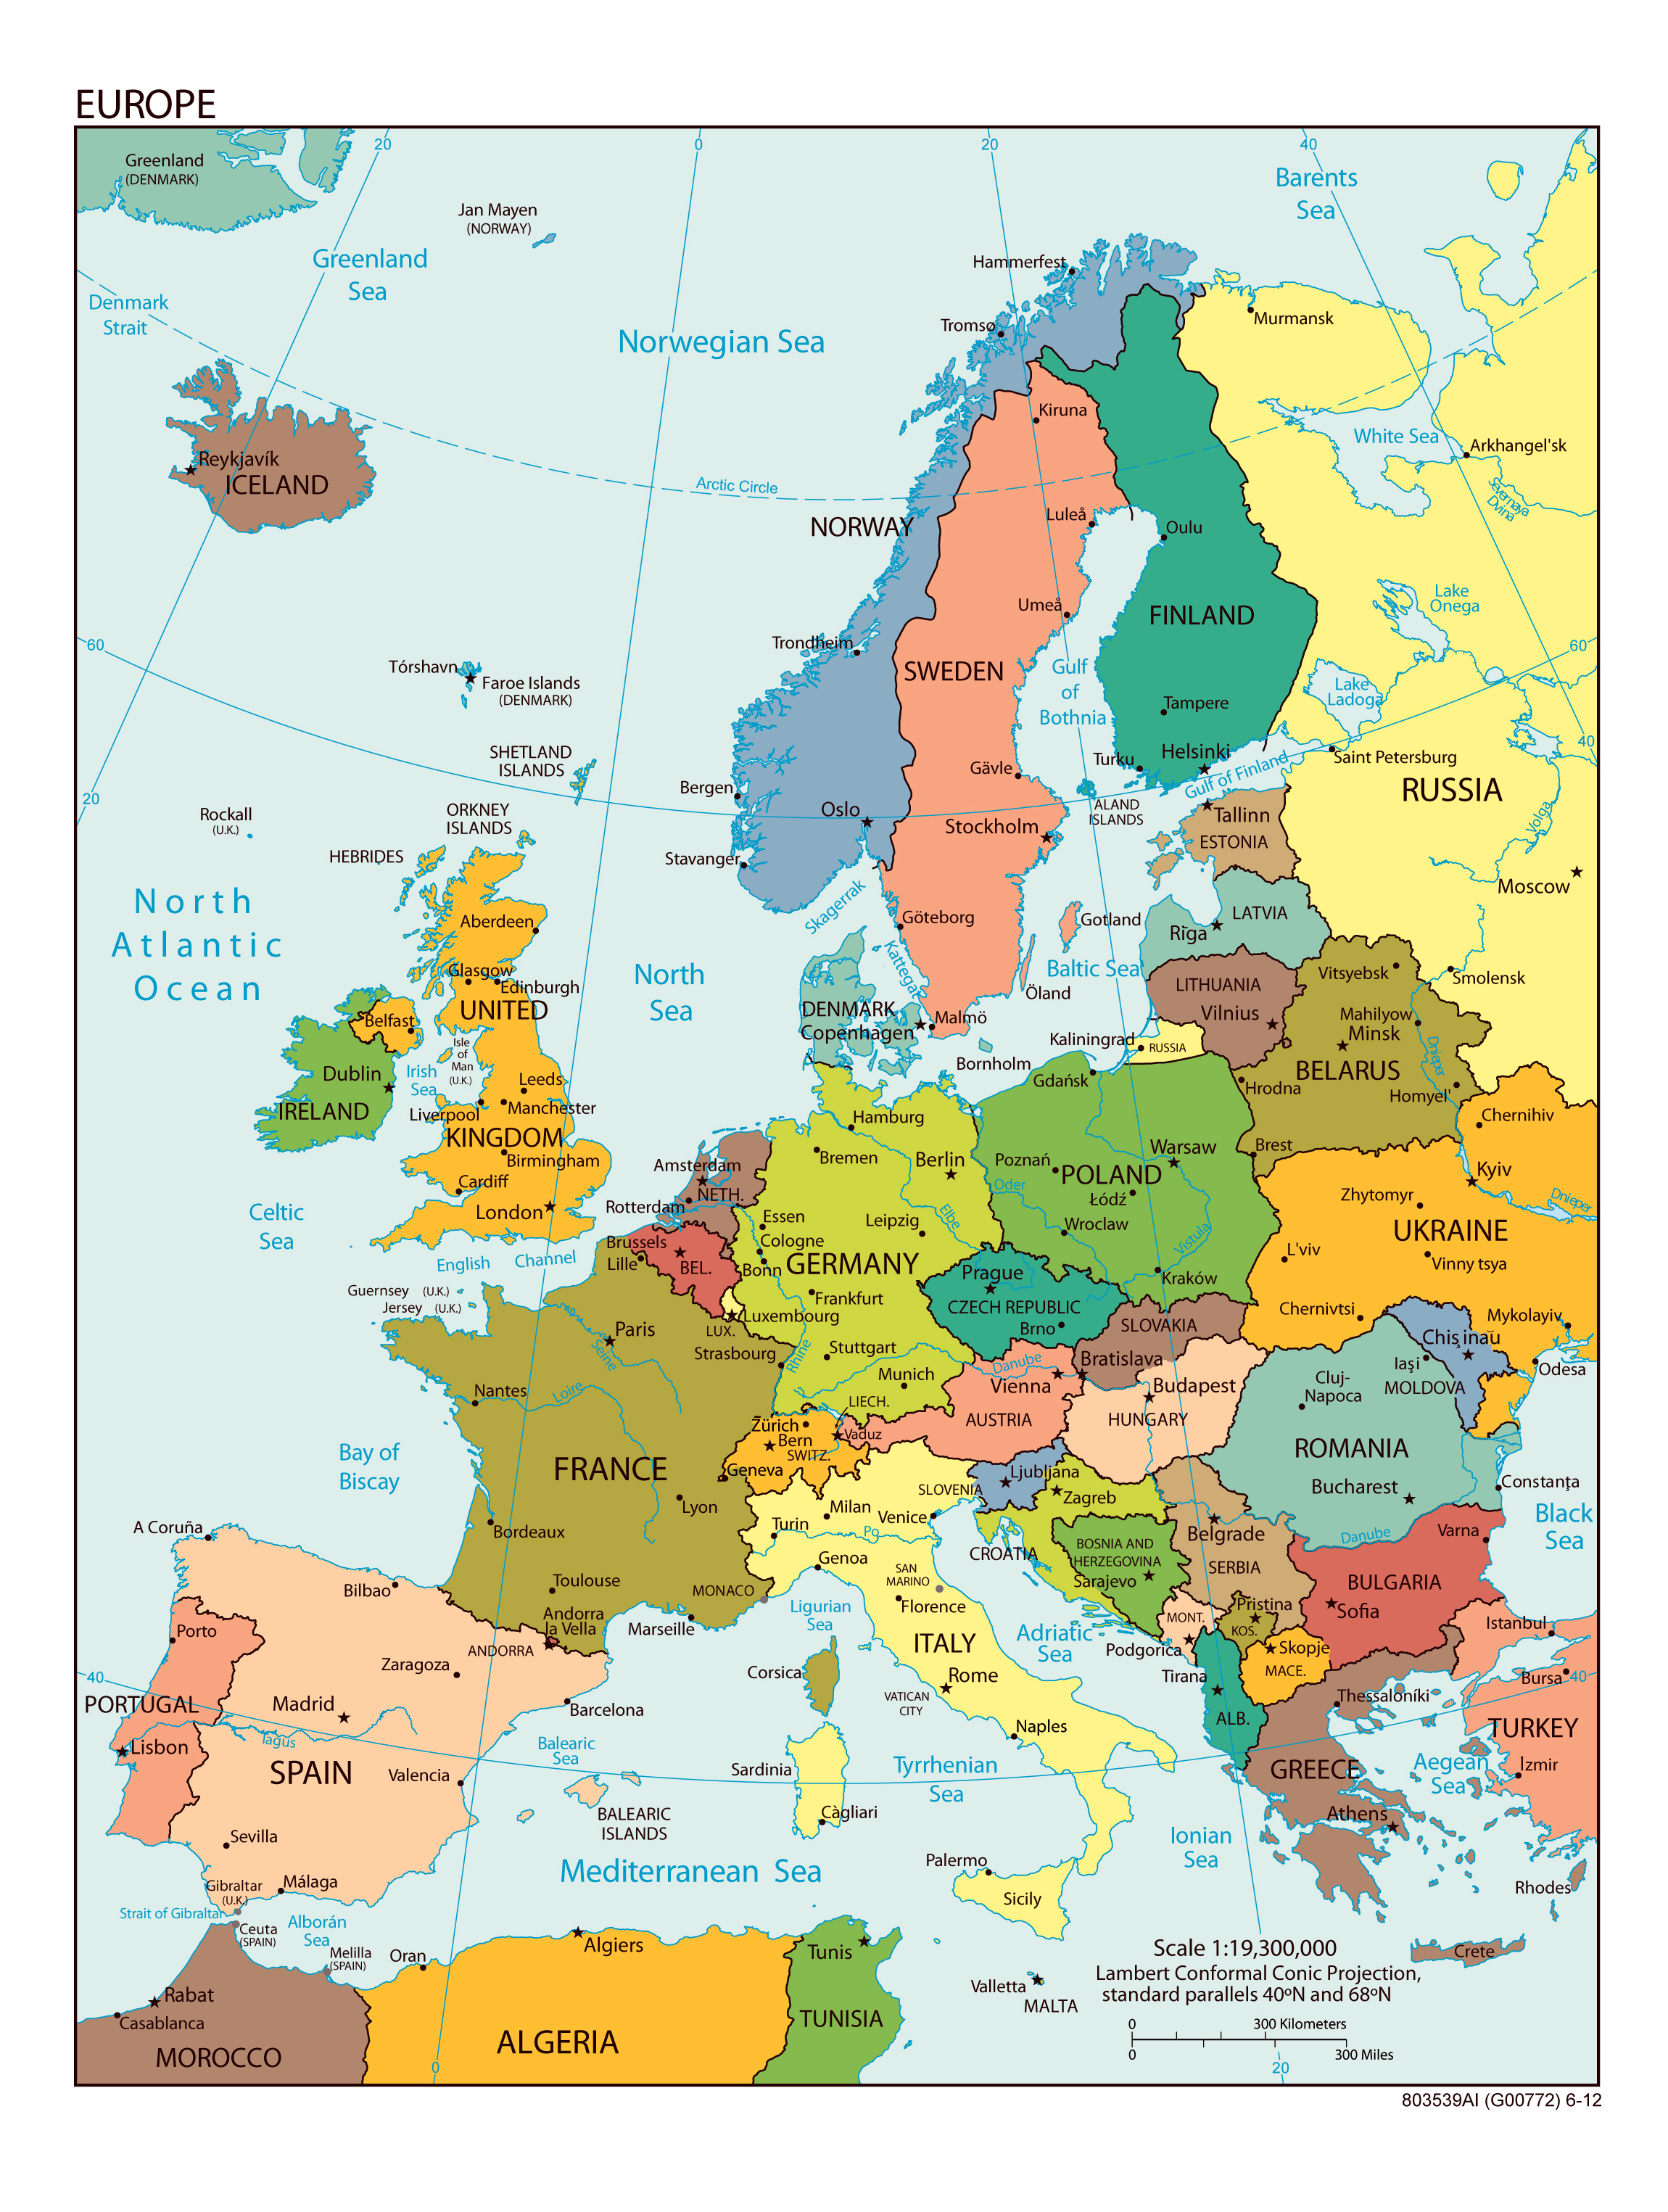 EUROPE
20
0
20
40
Greenland
(DENMARK)
Barents
Sea
Jan Mayen
(NORWAY)
Greenland
Sea
Hammerfest
Denmark
Strait
Murmansk
Tromsø
Norwegian Sea
Kiruna
White Sea
Arkhangel'sk
Reykjavík
ICELAND
Arctic Circle
Severnaya
Dvina
NORWAY
Luleå
Oulu
Umeå
FINLAND
Lake
Onega
60
60
Trondheim
Tórshavn
Faroe Islands
(DENMARK)
SWEDEN
Gulf
of
Bothnia
Lake
Ladoga
Tampere
SHETLAND
ISLANDS
Turku
Helsinki
Saint Petersburg
40
Gävle
Gulf of Finland
Bergen
RUSSIA
20
Rockall
(U.K.)
ORKNEY
ISLANDS
Oslo
ALAND
ISLANDS
Tallinn
Stockholm
ESTONIA
Volga
HEBRIDES
Stavanger
Moscow
Skagerrak
North
Atlantic
Ocean
Aberdeen
Göteborg
Gotland
LATVIA
Rīga
Kattegat
Baltic Sea
Glasgow
Edinburgh
North
Sea
Vitsyebsk
Smolensk
UNITED
Öland
LITHUANIA
DENMARK
Copenhagen
Malmö
Vilnius
Mahilyow
Minsk
Belfast
Isle
of
Man
(U.K.)
Kaliningrad
RUSSIA
Bornholm
Dnieper
Dublin
Irish
Sea
Leeds
Gdańsk
BELARUS
Hrodna
Homyel'
IRELAND
Liverpool
Manchester
Hamburg
Chernihiv
KINGDOM
Birmingham
Bremen
Berlin
Poznań
Warsaw
Brest
Amsterdam
POLAND
Kyiv
Cardiff
NETH.
Oder
Łódź
Zhytomyr
Dnieper
Celtic
Sea
London
Rotterdam
Essen
Leipzig
Elbe
Wroclaw
Vistula
UKRAINE
Brussels
Cologne
L'viv
English
Channel
Lille
BEL.
Bonn
GERMANY
Prague
Kraków
Vinny tsya
Guernsey (U.K.)
Jersey (U.K.)
Frankfurt
CZECH REPUBLIC
Chernivtsi
Mykolayiv
Luxembourg
LUX.
Brno
SLOVAKIA
Paris
Seine
Strasbourg
Rhine
Stuttgart
Chis inau
Danube
Bratislava
Iaşi
Odesa
Nantes
Loire
Munich
Vienna
Budapest
Cluj-
Napoca
MOLDOVA
LIECH.
Zürich
Vaduz
AUSTRIA
HUNGARY
Bay of
Biscay
Bern
SWITZ.
ROMANIA
FRANCE
Geneva
Ljubljana
SLOVENIA
Zagreb
Bucharest
Constanţa
Lyon
Milan
Venice
Black
Sea
A Coruña
Bordeaux
Turin
Po
Belgrade
Danube
Varna
CROATIA
BOSNIA AND
HERZEGOVINA
Sarajevo
Genoa
SAN
MARINO
SERBIA
Bilbao
Toulouse
MONACO
BULGARIA
Andorra
la Vella
Marseille
Ligurian
Sea
Florence
MONT.
Pristina
KOS.
Sofia
Istanbul
Porto
ANDORRA
ITALY
Adriatic
Sea
Podgorica
Skopje
MACE.
40
Zaragoza
Corsica
Rome
Tirana
Bursa
40
PORTUGAL
Madrid
Barcelona
VATICAN
CITY
Thessaloníki
Lisbon
Tagus
Naples
ALB.
TURKEY
SPAIN
Balearic
Sea
Valencia
Sardinia
Tyrrhenian
Sea
GREECE
Aegean
Sea
Izmir
BALEARIC
ISLANDS
Càgliari
Athens
Sevilla
Mediterranean Sea
Ionian
Sea
Palermo
Gibraltar
(U.K.)
Málaga
Sicily
Rhodes
Strait of Gibraltar
Ceuta
(SPAIN)
Alborán
Sea
Melilla
(SPAIN)
Oran
Algiers
Tunis
Crete
Scale 1:19,300,000
Lambert Conformal Conic Projection,
standard parallels 40ºN and 68ºN
Valletta
MALTA
Rabat
Casablanca
TUNISIA
0
300 Kilometers
0
300 Miles
MOROCCO
ALGERIA
0
20
803539AI (G00772) 6-12